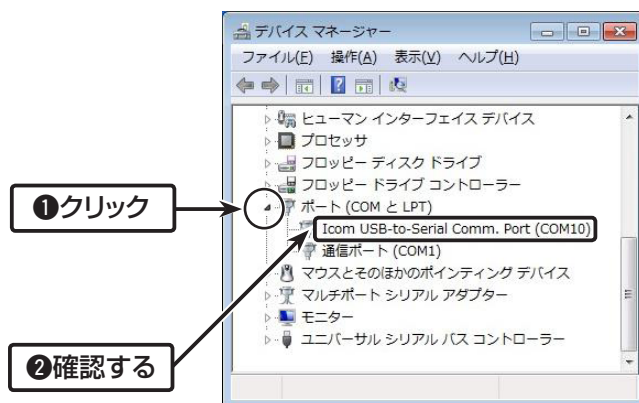 デバイス マネージャー
ファイル(F) 操作(A) 表示(V) ヘルプ(H)
ヒューマン インターフェイス デバイス
プロセッサ
フロッピー ディスク ドライブ
フロッピー ドライブ コントローラー
❶クリック
ポート (COM と LPT)
Icom USB-to-Serial Comm. Port (COM10)
通信ポート (COM1)
マウスとそのほかのポインティング デバイス
マルチポート シリアル アダプター
モニター
ユニバーサル シリアル バス コントローラー
❷確認する